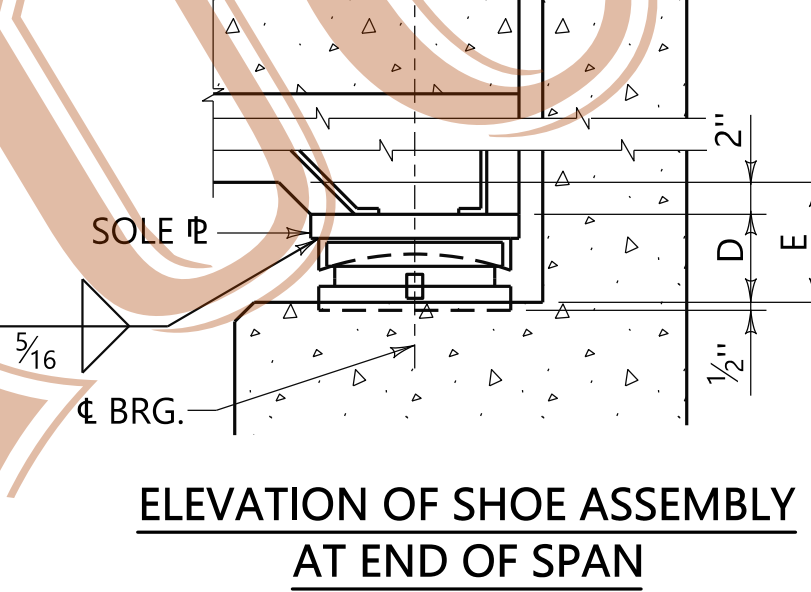 2"
SOLE ⅊
D
E
5/16
1/2"
℄ BRG.
ELEVATION OF SHOE ASSEMBLY
AT END OF SPAN